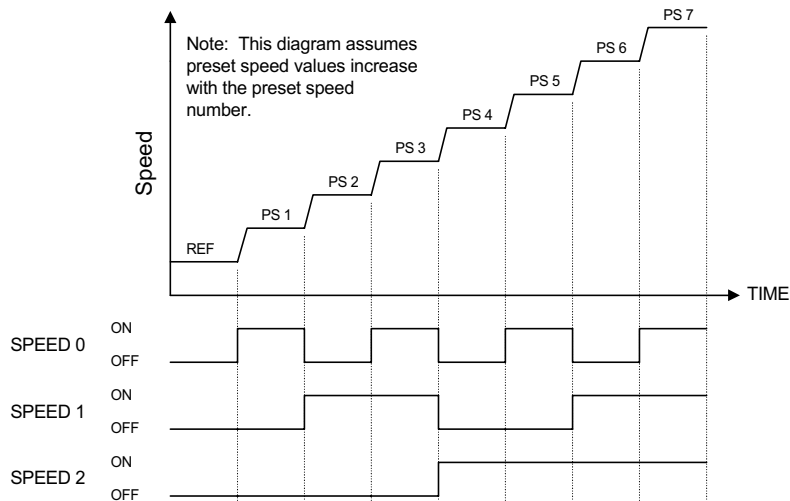 PS 7
PS 6
PS 5
PS 4
PS 3
PS 2
PS 1
REF
Note: This diagram assumes
preset speed values increase
with the preset speed
number.
Speed
TIME
SPEED 0
ON
OFF
SPEED 1
ON
OFF
SPEED 2
ON
OFF